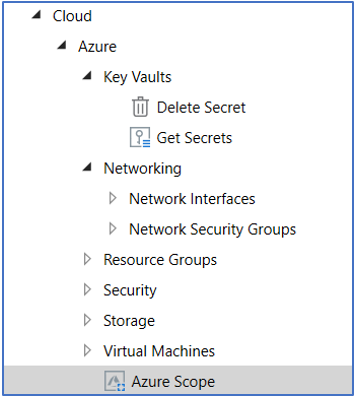 Cloud
Azure
Key Vaults
Delete Secret
Get Secrets
Networking
Network Interfaces
Network Security Groups
Resource Groups
Security
Storage
Virtual Machines
Azure Scope